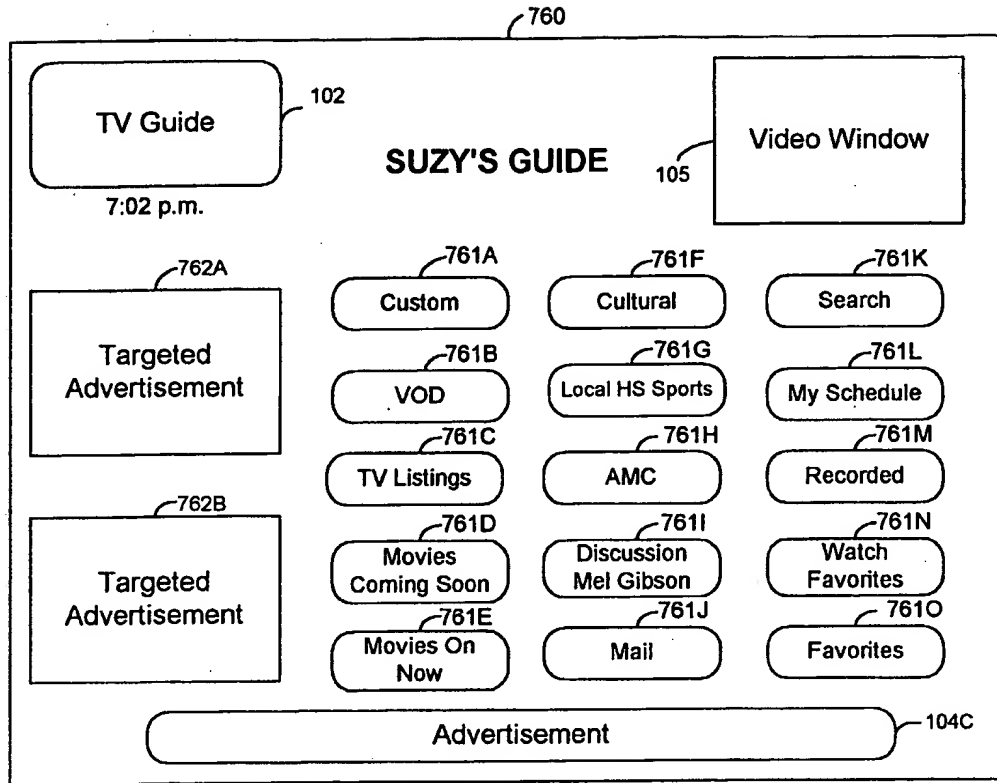 760
TV Guide
102
SUZY'S GUIDE
Video Window
105
7:02 p.m.
762A
Targeted
Advertisement
762B
Targeted
Advertisement
761A
Custom
761F
Cultural
761K
Search
761B
VOD
761G
Local HS Sports
761L
My Schedule
761C
TV Listings
761H
AMC
761M
Recorded
761D
Movies
Coming Soon
761I
Discussion
Mel Gibson
761N
Watch
Favorites
761E
Movies On
Now
761J
Mail
761O
Favorites
Advertisement
104C